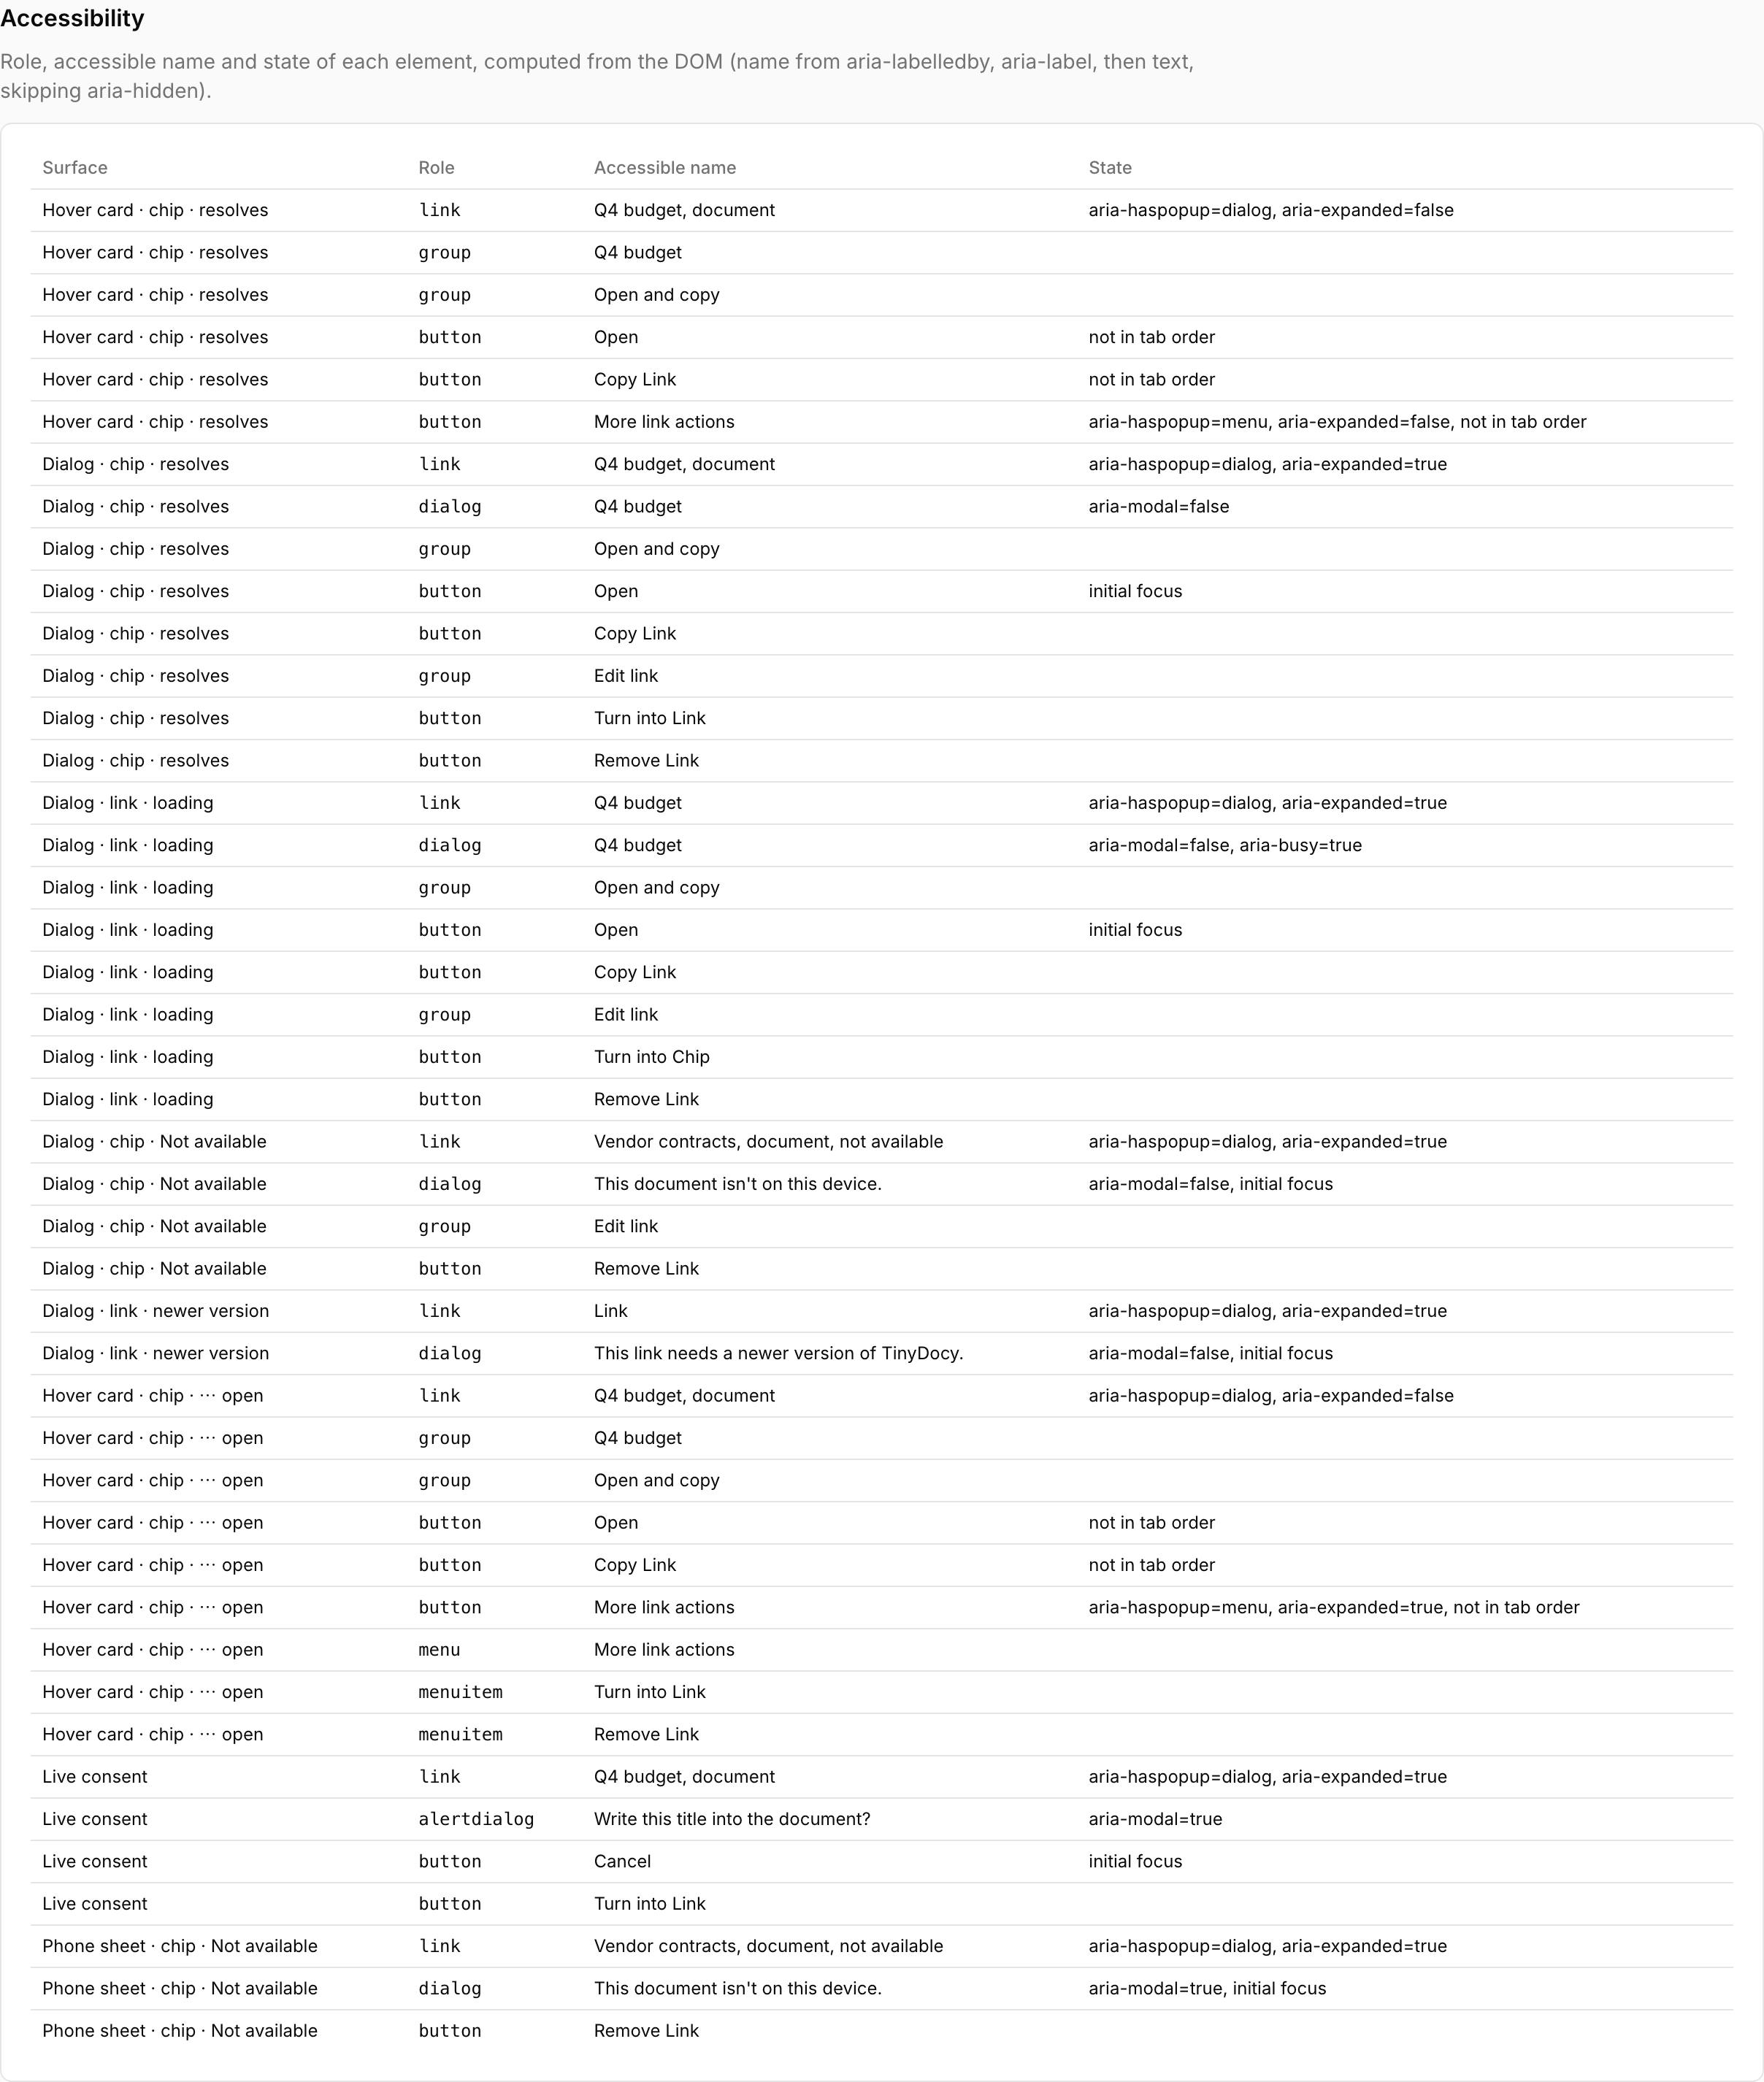 Accessibility
Role, accessible name and state of each element, computed from the DOM (name from aria-labelledby, aria-label, then text,
skipping aria-hidden).
Surface Role Accessible name State
Hover card · chip · resolves link Q4 budget, document aria-haspopup=dialog, aria-expanded=false
Hover card · chip · resolves group Q4 budget
Hover card · chip · resolves group Open and copy
Hover card · chip · resolves button Open not in tab order
Hover card · chip · resolves button Copy Link not in tab order
Hover card · chip · resolves button More link actions aria-haspopup=menu, aria-expanded=false, not in tab order
Dialog · chip · resolves link Q4 budget, document aria-haspopup=dialog, aria-expanded=true
Dialog · chip · resolves dialog Q4 budget aria-modal=false
Dialog · chip · resolves group Open and copy
Dialog · chip · resolves button Open initial focus
Dialog · chip · resolves button Copy Link
Dialog · chip · resolves group Edit link
Dialog · chip · resolves button Turn into Link
Dialog · chip · resolves button Remove Link
Dialog · link · loading link Q4 budget aria-haspopup=dialog, aria-expanded=true
Dialog · link · loading dialog Q4 budget aria-modal=false, aria-busy=true
Dialog · link · loading group Open and copy
Dialog · link · loading button Open initial focus
Dialog · link · loading button Copy Link
Dialog · link · loading group Edit link
Dialog · link · loading button Turn into Chip
Dialog · link · loading button Remove Link
Dialog · chip · Not available link Vendor contracts, document, not available aria-haspopup=dialog, aria-expanded=true
Dialog · chip · Not available dialog This document isn't on this device. aria-modal=false, initial focus
Dialog · chip · Not available group Edit link
Dialog · chip · Not available button Remove Link
Dialog · link · newer version link Link aria-haspopup=dialog, aria-expanded=true
Dialog · link · newer version dialog This link needs a newer version of TinyDocy. aria-modal=false, initial focus
Hover card · chip · ⋯ open link Q4 budget, document aria-haspopup=dialog, aria-expanded=false
Hover card · chip · ⋯ open group Q4 budget
Hover card · chip · ⋯ open group Open and copy
Hover card · chip · ⋯ open button Open not in tab order
Hover card · chip · ⋯ open button Copy Link not in tab order
Hover card · chip · ⋯ open button More link actions aria-haspopup=menu, aria-expanded=true, not in tab order
Hover card · chip · ⋯ open menu More link actions
Hover card · chip · ⋯ open menuitem Turn into Link
Hover card · chip · ⋯ open menuitem Remove Link
Live consent link Q4 budget, document aria-haspopup=dialog, aria-expanded=true
Live consent alertdialog Write this title into the document? aria-modal=true
Live consent button Cancel initial focus
Live consent button Turn into Link
Phone sheet · chip · Not available link Vendor contracts, document, not available aria-haspopup=dialog, aria-expanded=true
Phone sheet · chip · Not available dialog This document isn't on this device. aria-modal=true, initial focus
Phone sheet · chip · Not available button Remove Link